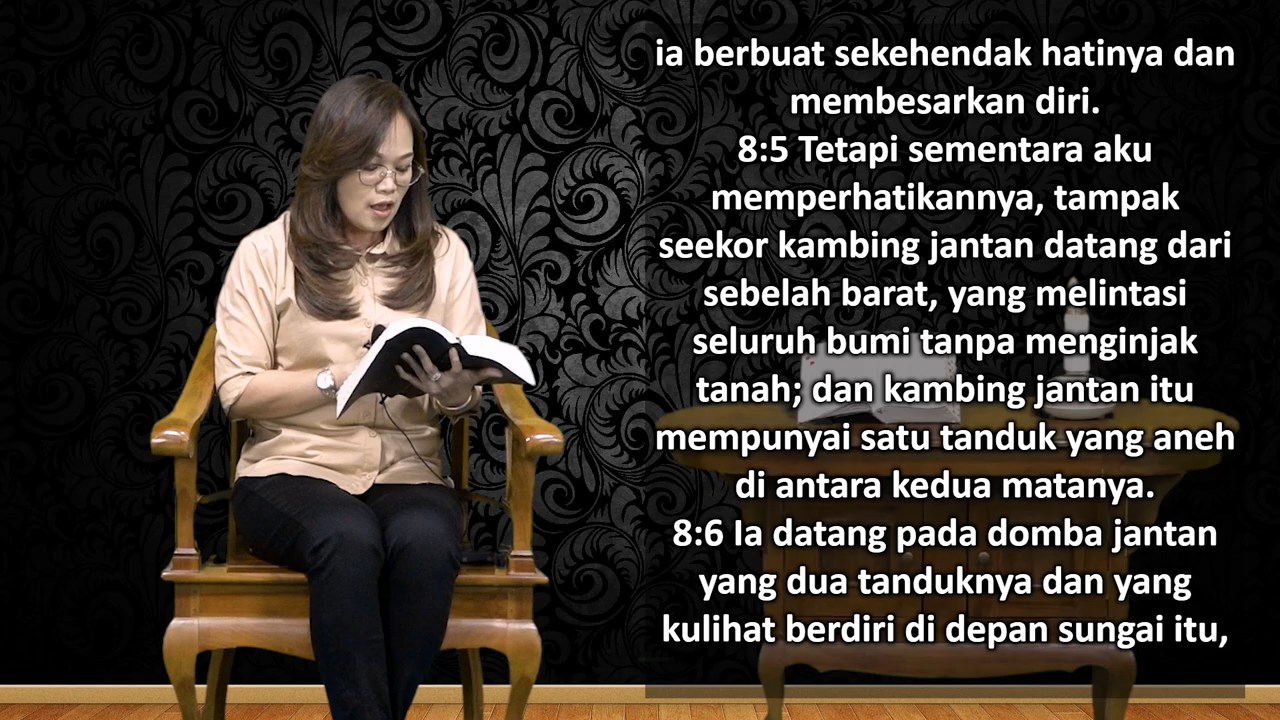 ia berbuat sekehendak hatinya dan
membesarkan diri.
8:5 Tetapi sementara aku
memperhatikannya, tampak
seekor kambing jantan datang dari
sebelah barat, yang melintasi
seluruh bumi tanpa menginjak
tanah; dan kambing jantan itu
mempunyai satu tanduk yang aneh
di antara kedua matanya.
8:6 Ia datang pada domba jantan
yang dua tanduknya dan yang
kulihat berdiri di depan sungai itu,